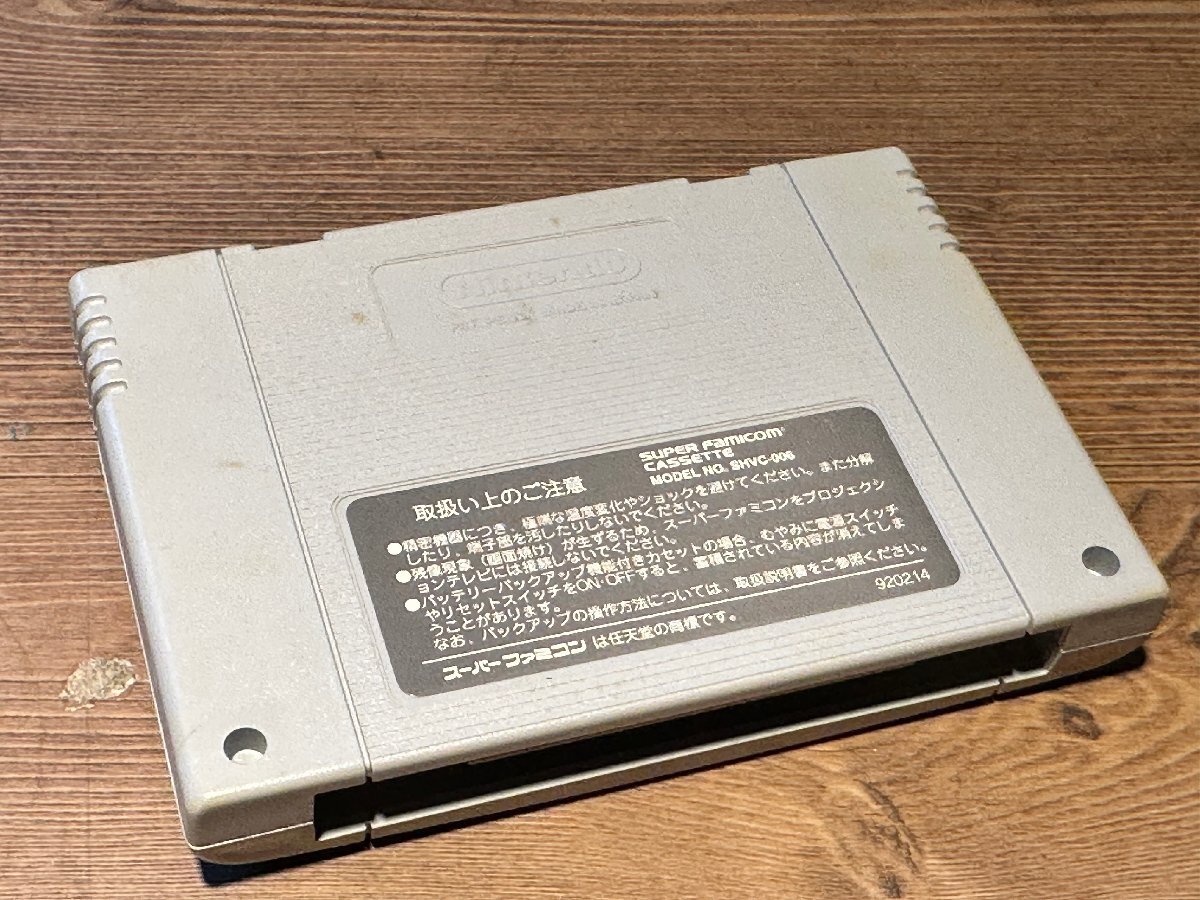 Nintendo
取扱い上のご注意
SUPER FAMICOM
CASSETTE
MODEL NO. SHVC-006
●精密機器につき、極端な温度変化やショックを避けてください。また分解
したり、端子部を汚したりしないでください。
●残像現象(画面焼け)が生ずるため、スーパーファミコンをプロジェクシ
ョンテレビには接続しないでください。
●バッテリーバックアップ機能付きカセットの場合、むやみに電源スイッチ
やリセットスイッチをON・OFFすると、蓄積されている内容が消えてしま
うことがあります。
なお、バックアップの操作方法については、取扱説明書をご参照ください。
920214
スーパーファミコンは任天堂の商標です。